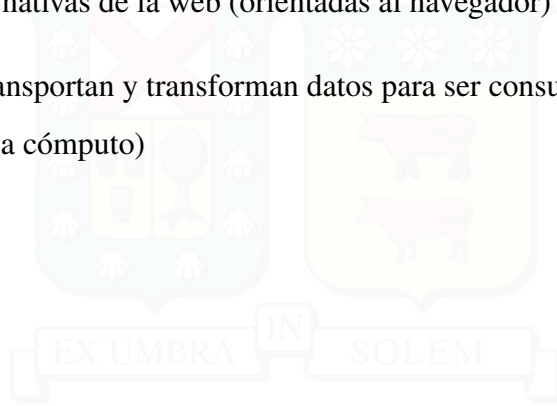 nativas de la web (orientadas al navegador)
ansportan y transforman datos para ser consu
a cómputo)
IN
EX UMBRA SOLEM